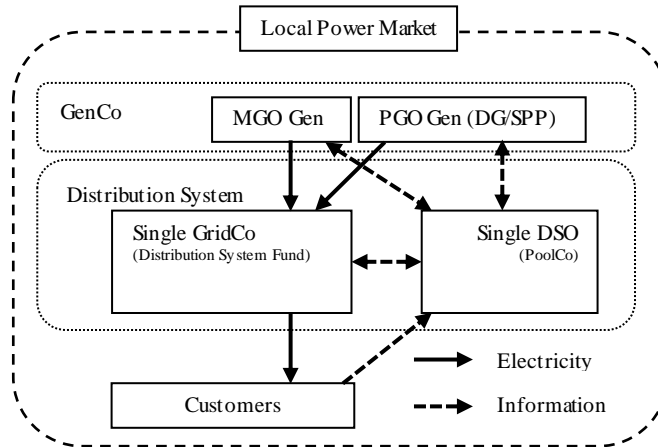 Local Power Market
GenCo
MGO Gen
PGO Gen (DG/SPP)
Distribution System
Single GridCo
(Distribution System Fund)
Single DSO
(PoolCo)
Electricity
Customers
Information